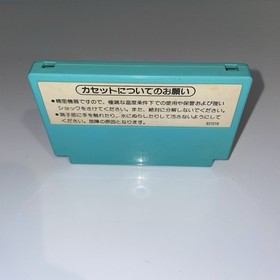 カセットについてのお願い
●精密機器ですので、極端な温度条件下での使用や保管および強い
ショックをさけてください。また、絶対に分解しないでください。
●端子部に手を触れたり、水にぬらしたりして汚さないようにして
ください。故障の原因となります。